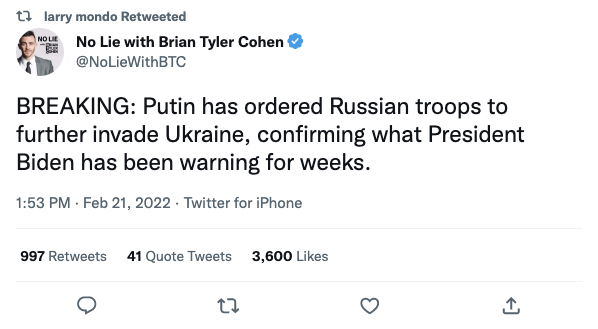 larry mondo Retweeted
NO LIE
No Lie with Brian Tyler Cohen
@NoLieWithBTC
BREAKING: Putin has ordered Russian troops to
further invade Ukraine, confirming what President
Biden has been warning for weeks.
1:53 PM · Feb 21, 2022 · Twitter for iPhone
997 Retweets 41 Quote Tweets 3,600 Likes